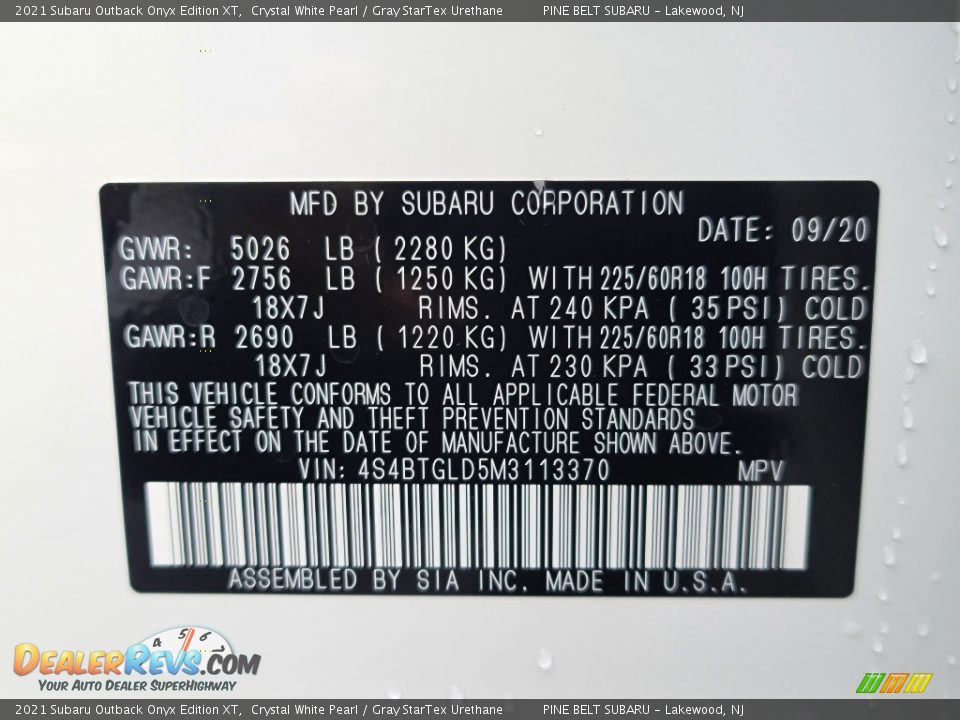 2021 Subaru Outback Onyx Edition XT, Crystal White Pearl / Gray StarTex Urethane PINE BELT SUBARU - Lakewood, NJ
MFD BY SUBARU CORPORATION
DATE: 09/20
GVWR: 5026 LB ( 2280 KG)
GAWR:F 2756 LB ( 1250 KG) WITH 225/60R18 100H TIRES.
18X7J RIMS. AT 240 KPA ( 35 PSI) COLD
GAWR:R 2690 LB ( 1220 KG) WITH 225/60R18 100H TIRES.
18X7J RIMS. AT 230 KPA ( 33 PSI) COLD
THIS VEHICLE CONFORMS TO ALL APPLICABLE FEDERAL MOTOR
VEHICLE SAFETY AND THEFT PREVENTION STANDARDS
IN EFFECT ON THE DATE OF MANUFACTURE SHOWN ABOVE.
VIN: 4S4BTGLD5M3113370 MPV
ASSEMBLED BY SIA INC. MADE IN U.S.A.
4 5 6 7
DEALERREVS.COM
YOUR AUTO DEALER SUPERHIGHWAY
2021 Subaru Outback Onyx Edition XT, Crystal White Pearl / Gray StarTex Urethane PINE BELT SUBARU - Lakewood, NJ